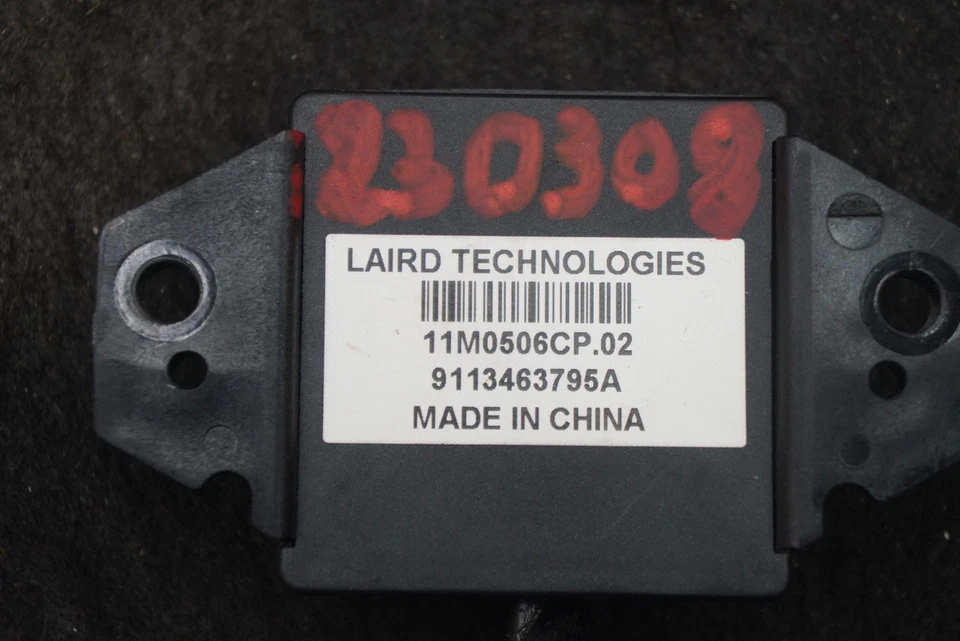 230308
LAIRD TECHNOLOGIES
11M0506CP.02
9113463795A
MADE IN CHINA